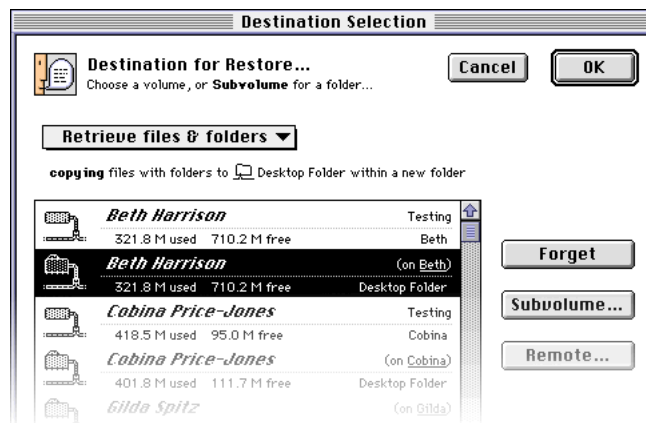 Destination Selection
Destination for Restore...
Choose a volume, or Subvolume for a folder...
Cancel
OK
Retrieve files & folders
copying files with folders to Desktop Folder within a new folder
Beth Harrison Testing
321.8 M used 710.2 M free Beth
Beth Harrison (on Beth)
321.8 M used 710.2 M free Desktop Folder
Cobina Price-Jones Testing
418.5 M used 95.0 M free Cobina
Cobina Price-Jones (on Cobina)
401.8 M used 111.7 M free Desktop Folder
Gilda Spitz (on Gilda)
Forget
Subvolume...
Remote...